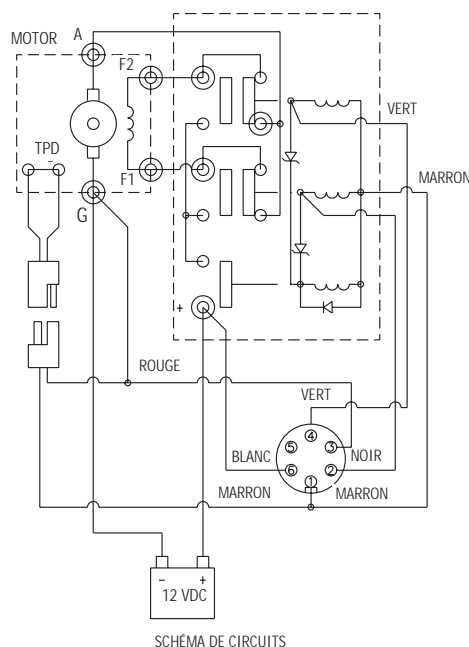 A
MOTOR
F2
VERT
TPD
MARRON
F1
G
+
ROUGE
VERT
4
5 3
BLANC NOIR
6 2
1
MARRON MARRON
- +
12 VDC
SCHÉMA DE CIRCUITS